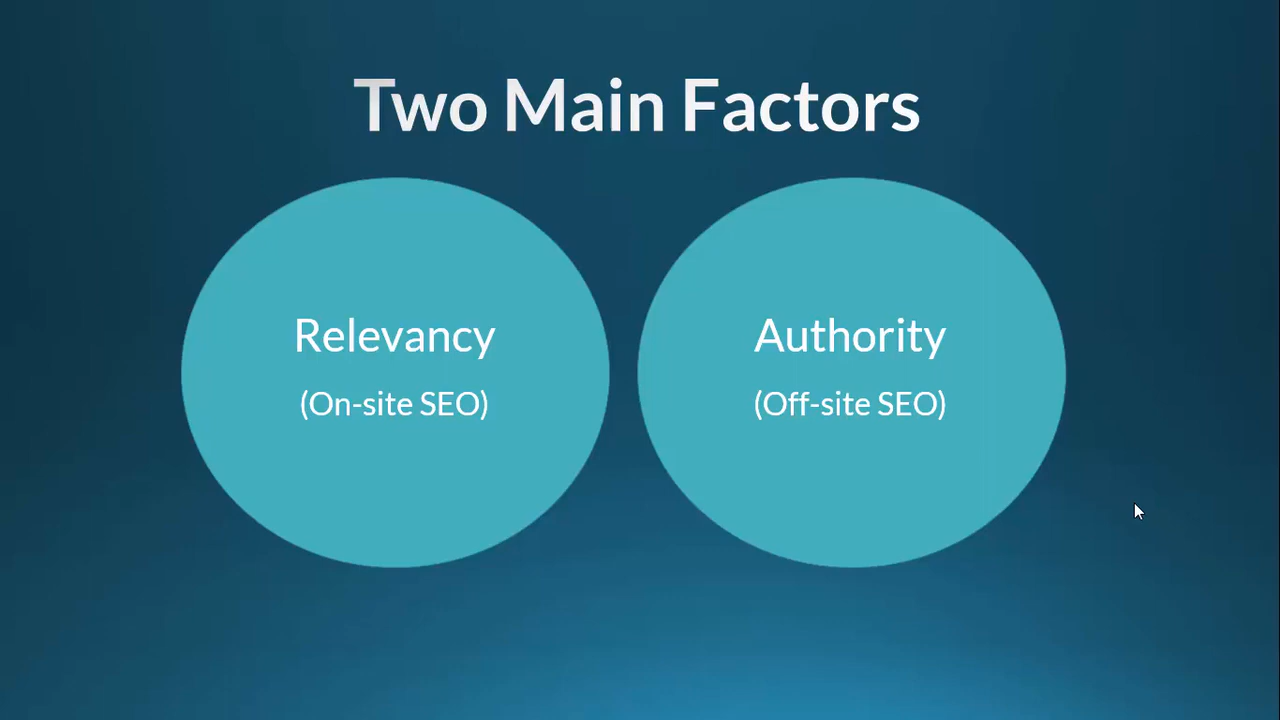 Two Main Factors
Relevancy
(On-site SEO)
Authority
(Off-site SEO)